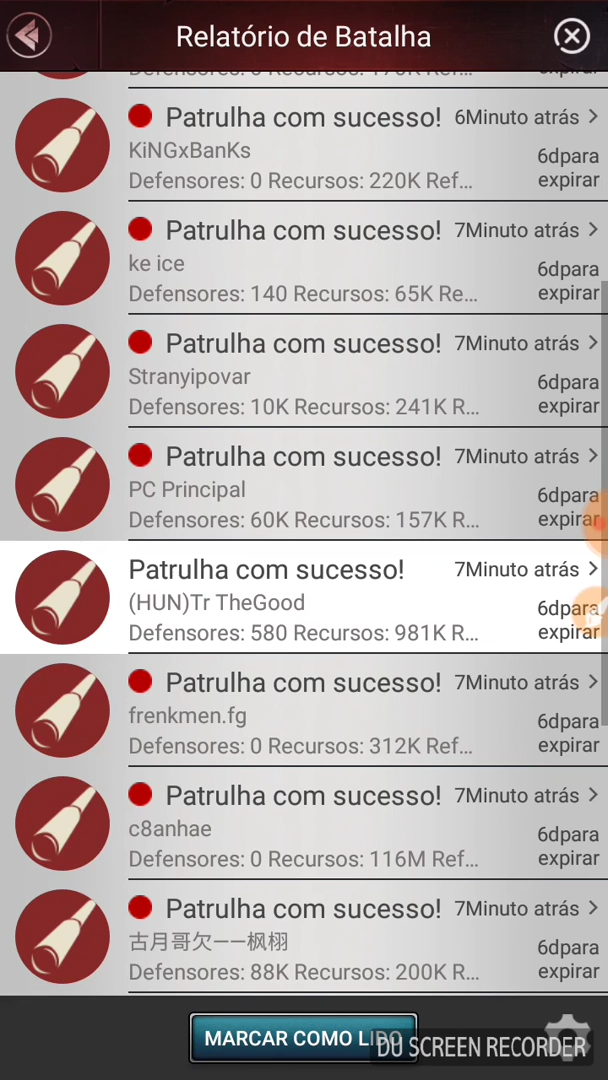 Relatório de Batalha
Patrulha com sucesso! 6Minuto atrás
KiNGxBanKs
Defensores: 0 Recursos: 220K Ref... 6dpara expirar
Patrulha com sucesso! 7Minuto atrás
ke ice
Defensores: 140 Recursos: 65K Re... 6dpara expirar
Patrulha com sucesso! 7Minuto atrás
Stranyipovar
Defensores: 10K Recursos: 241K R... 6dpara expirar
Patrulha com sucesso! 7Minuto atrás
PC Principal
Defensores: 60K Recursos: 157K R... 6dpara expirar
Patrulha com sucesso! 7Minuto atrás
(HUN)Tr TheGood
Defensores: 580 Recursos: 981K R... 6dpara expirar
Patrulha com sucesso! 7Minuto atrás
frenkmen.fg
Defensores: 0 Recursos: 312K Ref... 6dpara expirar
Patrulha com sucesso! 7Minuto atrás
c8anhae
Defensores: 0 Recursos: 116M Ref... 6dpara expirar
Patrulha com sucesso! 7Minuto atrás
古月哥欠一一枫栩
Defensores: 88K Recursos: 200K R... 6dpara expirar
MARCAR COMO LIDO
DU SCREEN RECORDER